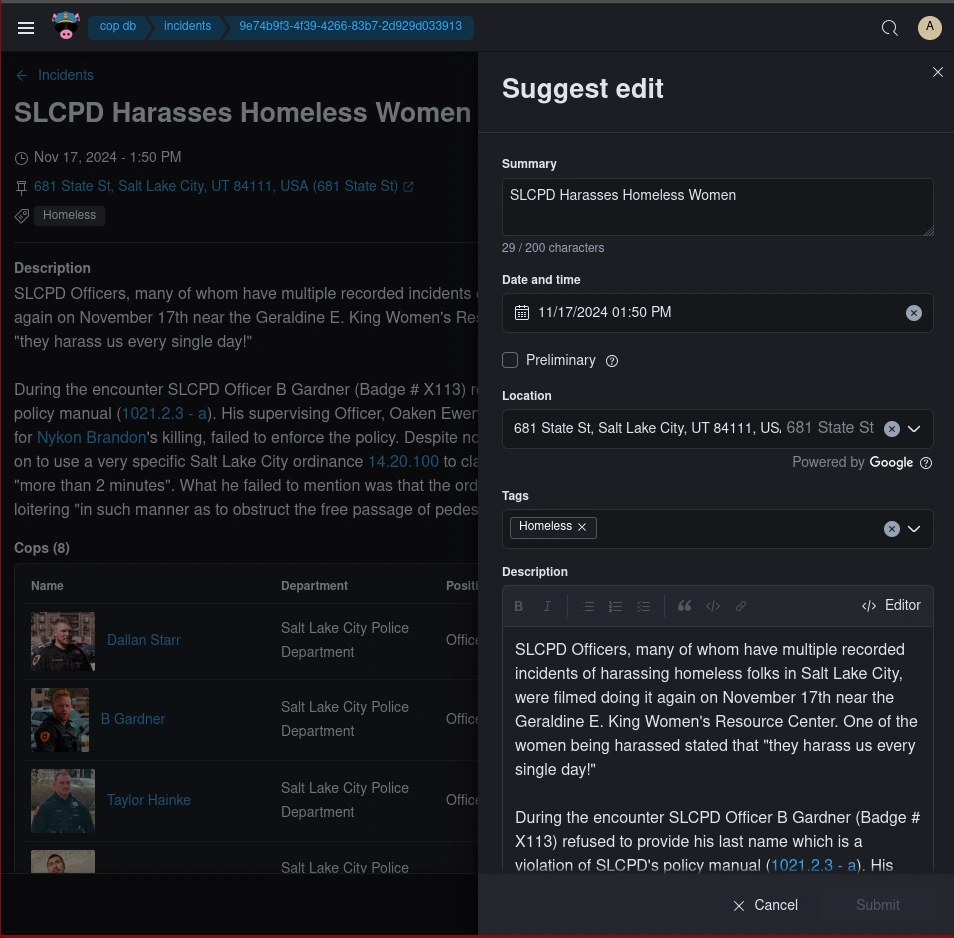 cop db
incidents
9e74b9f3-4f39-4266-83b7-2d929d033913
A
Incidents
SLCPD Harasses Homeless Women
Nov 17, 2024 - 1:50 PM
681 State St, Salt Lake City, UT 84111, USA (681 State St)
Homeless
Description
SLCPD Officers, many of whom have multiple recorded incidents
again on November 17th near the Geraldine E. King Women's Res
"they harass us every single day!"
During the encounter SLCPD Officer B Gardner (Badge # X113) r
policy manual (1021.2.3 - a). His supervising Officer, Oaken Ewer
for Nykon Brandon's killing, failed to enforce the policy. Despite no
on to use a very specific Salt Lake City ordinance 14.20.100 to cla
"more than 2 minutes". What he failed to mention was that the ord
loitering "in such manner as to obstruct the free passage of pedes
Cops (8)
Name
Department
Positi
Dallan Starr
Salt Lake City Police
Department
Office
B Gardner
Salt Lake City Police
Department
Office
Taylor Hainke
Salt Lake City Police
Department
Office
Salt Lake City Police
Suggest edit
Summary
SLCPD Harasses Homeless Women
29 / 200 characters
Date and time
11/17/2024 01:50 PM
Preliminary
Location
681 State St, Salt Lake City, UT 84111, US. 681 State St
Powered by Google
Tags
Homeless
Description
B I
Editor
SLCPD Officers, many of whom have multiple recorded
incidents of harassing homeless folks in Salt Lake City,
were filmed doing it again on November 17th near the
Geraldine E. King Women's Resource Center. One of the
women being harassed stated that "they harass us every
single day!"
During the encounter SLCPD Officer B Gardner (Badge #
X113) refused to provide his last name which is a
violation of SLCPD's policy manual (1021.2.3 - a). His
Cancel
Submit